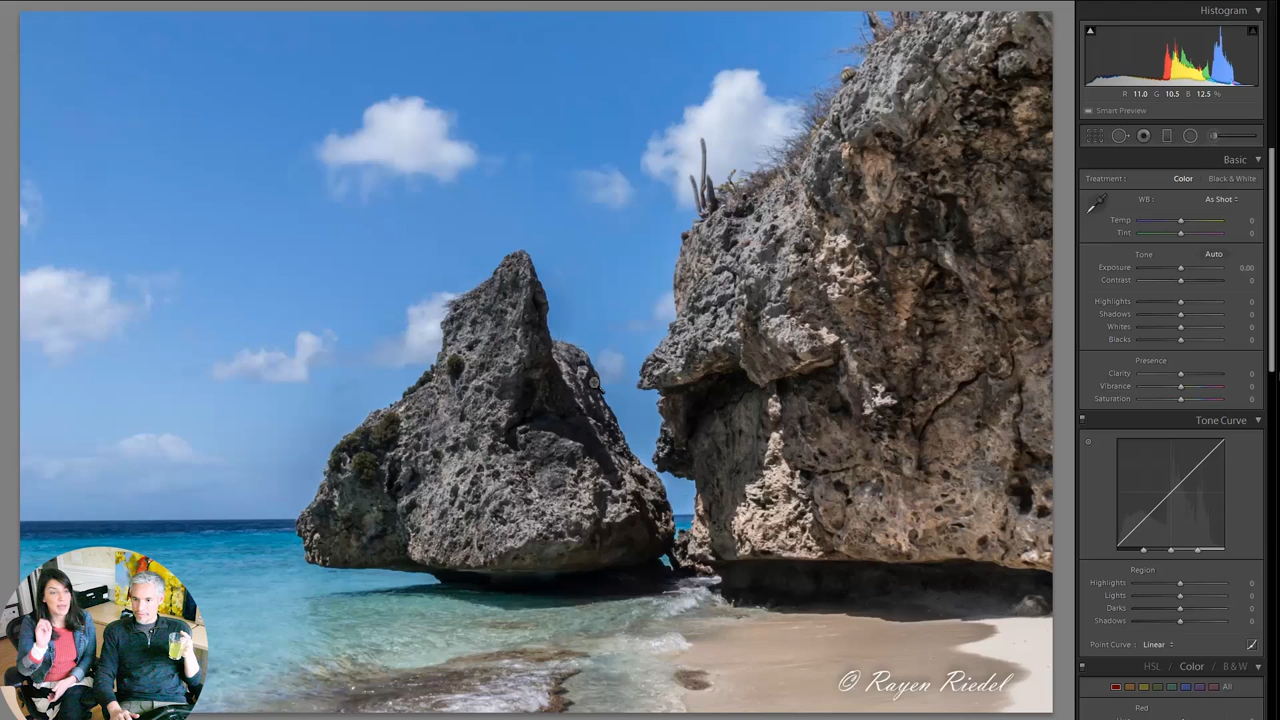 Histogram
R 11.0 G 10.5 B 12.5 %
Smart Preview
Basic
Treatment : Color Black & White
WB : As Shot
Temp 0
Tint 0
Tone Auto
Exposure 0.00
Contrast 0
Highlights 0
Shadows 0
Whites 0
Blacks 0
Presence
Clarity 0
Vibrance 0
Saturation 0
Tone Curve
Region
Highlights 0
Lights 0
Darks 0
Shadows 0
Point Curve : Linear
HSL / Color / B & W
All
Red
© Rayen Riedel